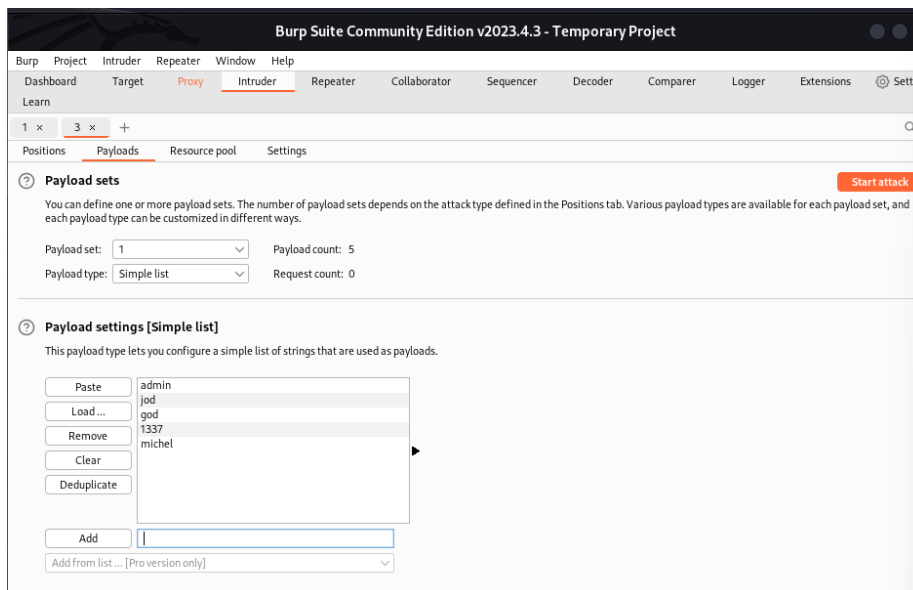 Burp Suite Community Edition v2023.4.3 - Temporary Project
Burp Project Intruder Repeater Window Help
Dashboard Target Proxy Intruder Repeater Collaborator Sequencer Decoder Comparer Logger Extensions Sett
Learn
1 × 3 × +
Positions Payloads Resource pool Settings
? Payload sets
Start attack
You can define one or more payload sets. The number of payload sets depends on the attack type defined in the Positions tab. Various payload types are available for each payload set, and
each payload type can be customized in different ways.
Payload set: 1 Payload count: 5
Payload type: Simple list Request count: 0
? Payload settings [Simple list]
This payload type lets you configure a simple list of strings that are used as payloads.
Paste
Load ...
Remove
Clear
Deduplicate
admin
jod
god
1337
michel
Add
Add from list ... [Pro version only]